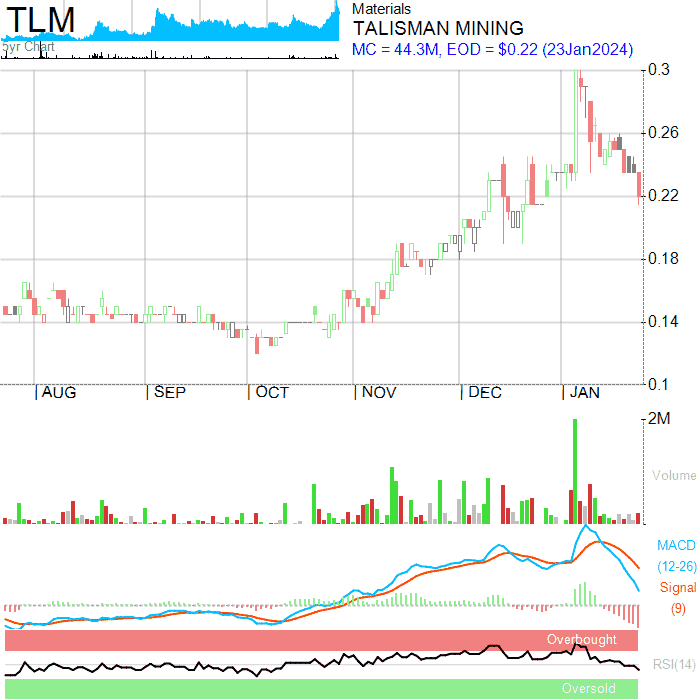 TLM
5yr Chart
Materials
TALISMAN MINING
MC = 44.3M, EOD = $0.22 (23Jan2024)
0.3
0.26
0.22
0.18
0.14
0.1
AUG
SEP
OCT
NOV
DEC
JAN
2M
Volume
MACD
(12-26)
Signal
(9)
Overbought
RSI(14)
Oversold